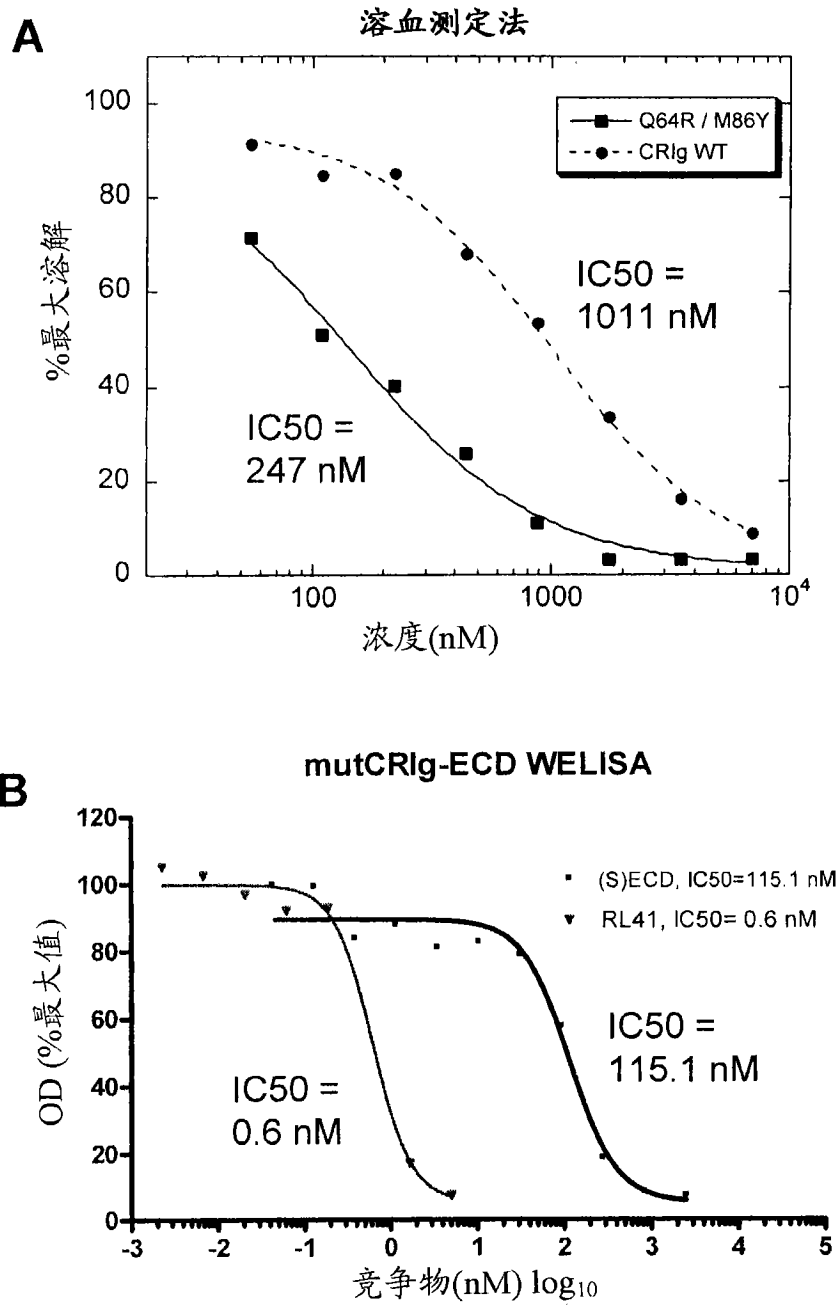 A
溶血测定法
100
80
60
40
20
0
%最大溶解
Q64R / M86Y
CRIg WT
IC50 =
1011 nM
IC50 =
247 nM
100
1000
10⁴
浓度(nM)
B
mutCRIg-ECD WELISA
120
100
80
60
40
20
0
OD (%最大值)
(S)ECD, IC50=115.1 nM
RL41, IC50= 0.6 nM
IC50 =
115.1 nM
IC50 =
0.6 nM
-3
-2
-1
0
1
2
3
4
5
竞争物(nM) log₁₀